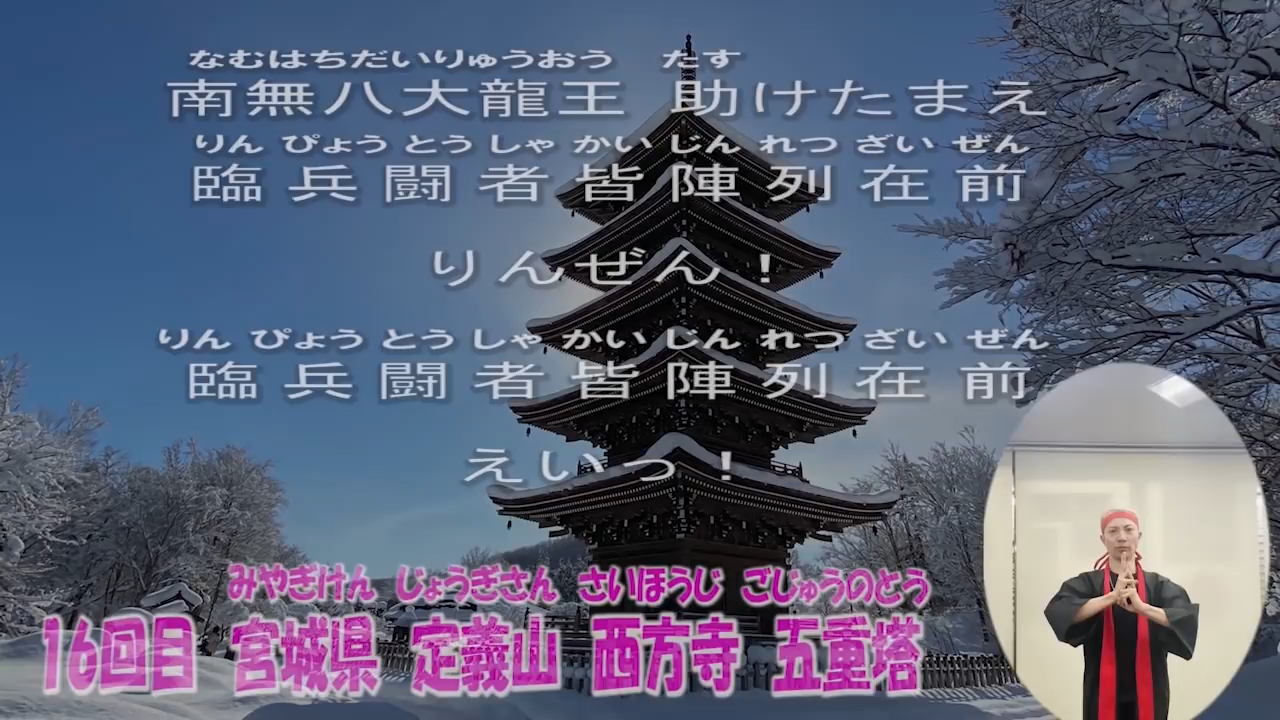 なむはちだいりゅうおう たす
南無八大龍王 助けたまえ
りん ぴょう とう しゃ かい じん れつ ざい ぜん
臨兵闘者皆陣列在前
りんぜん！
りん ぴょう とう しゃ かい じん れつ ざい ぜん
臨兵闘者皆陣列在前
えいっ！
みやぎけん じょうぎさん さいほうじ ごじゅうのとう
16回目 宮城県 定義山 西方寺 五重塔